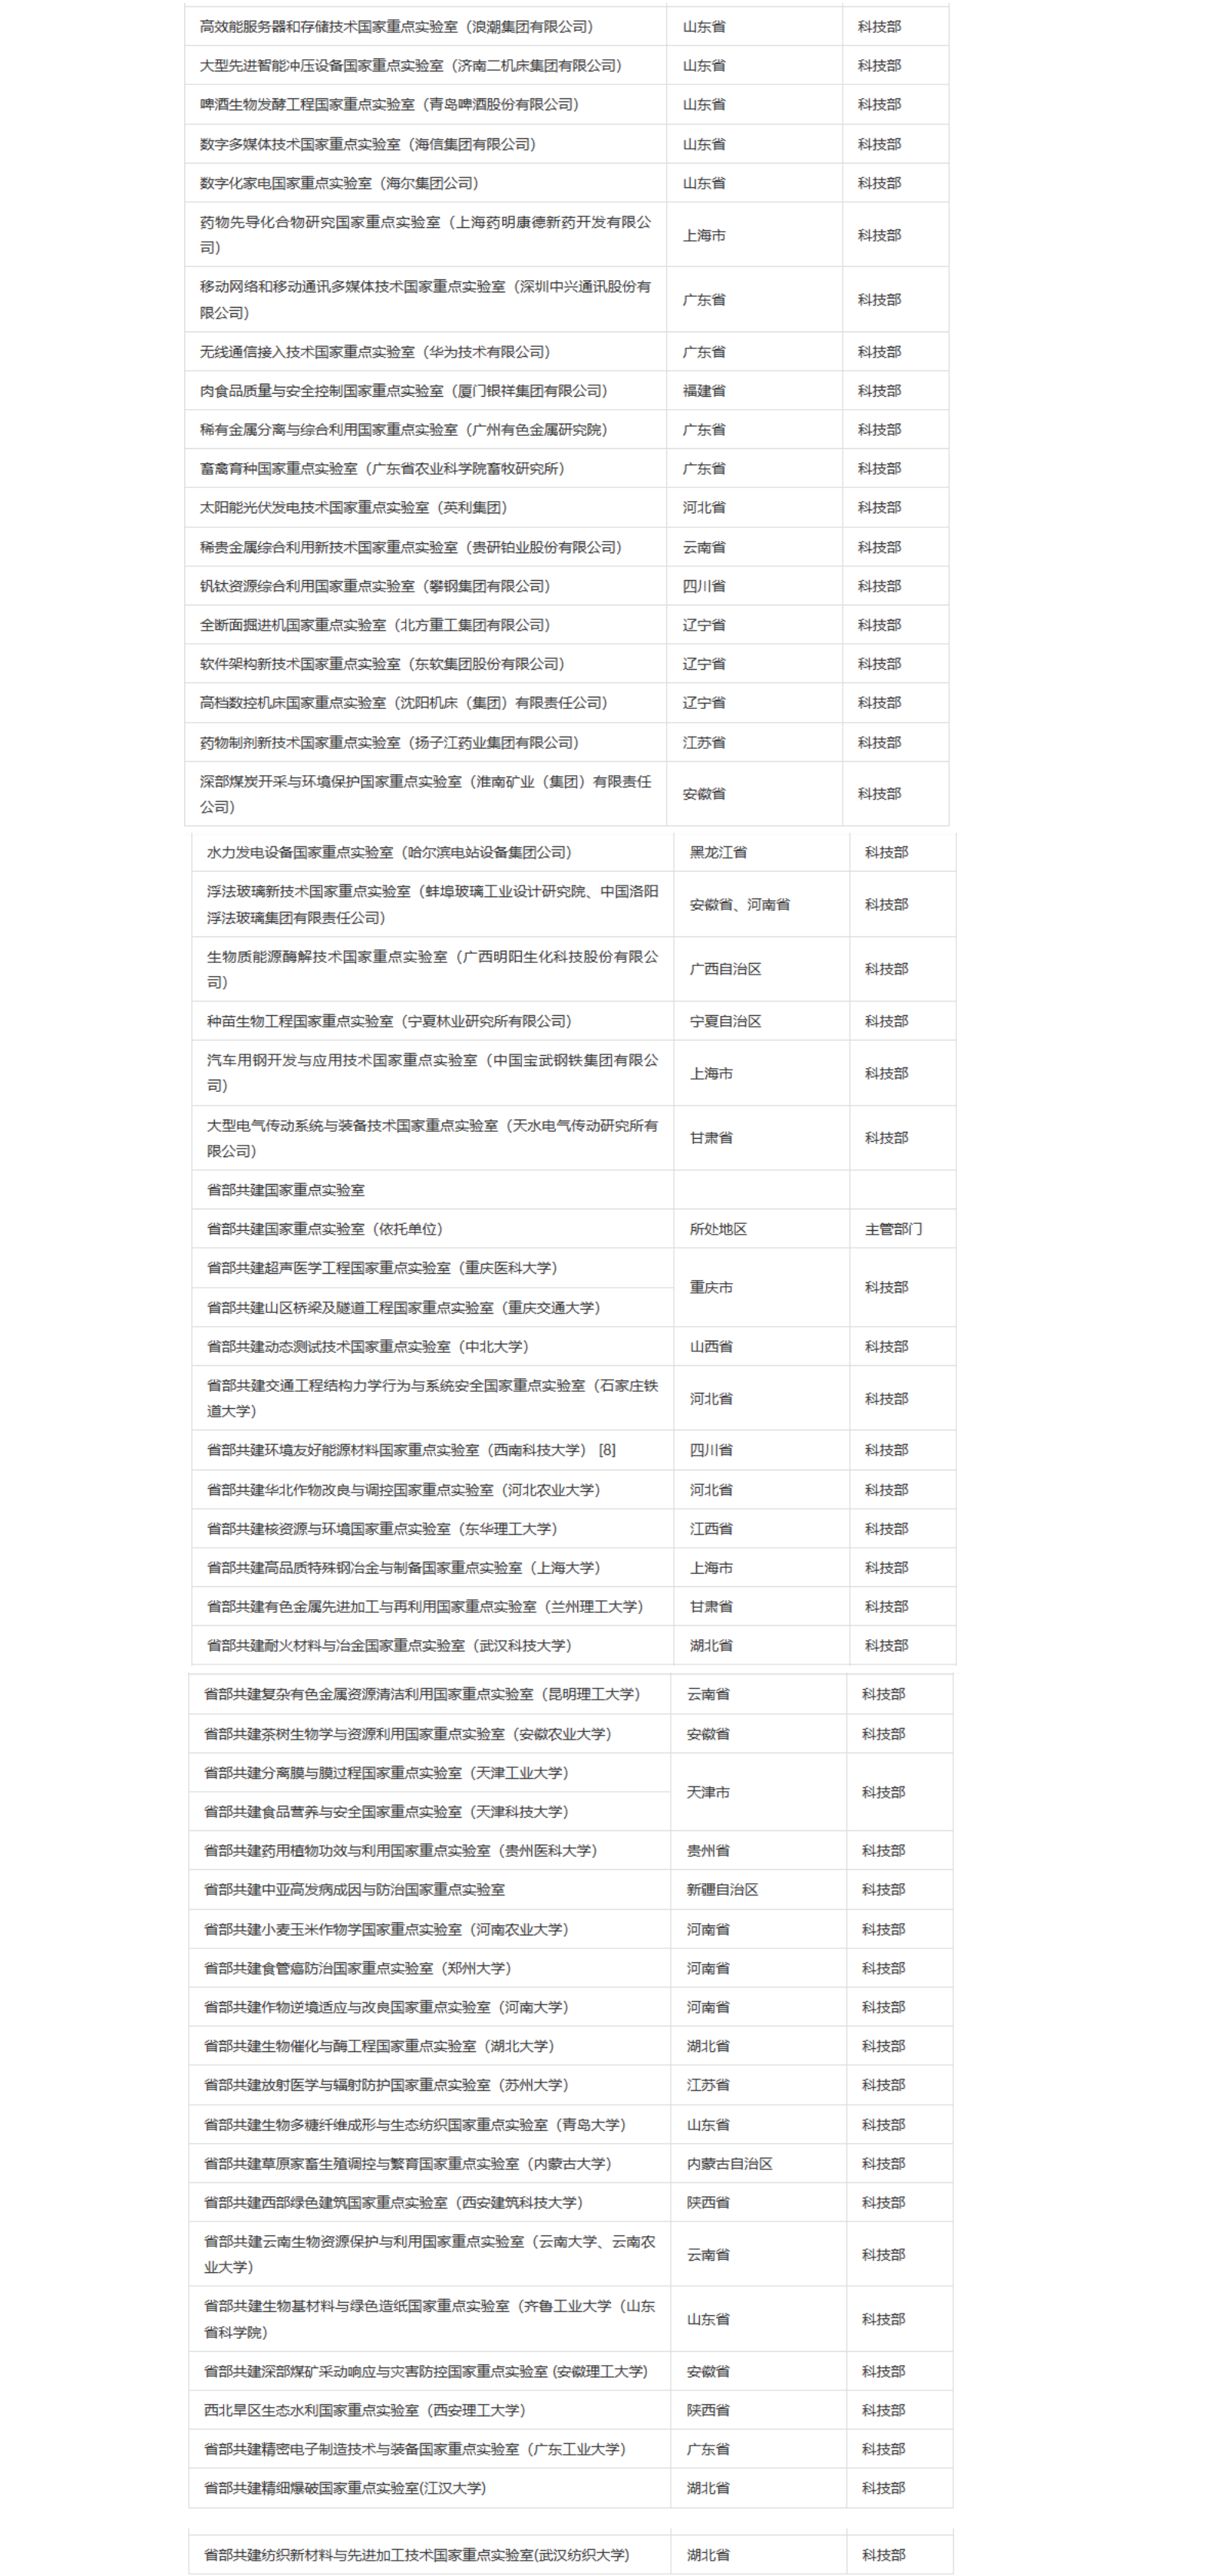 高效能服务器和存储技术国家重点实验室（浪潮集团有限公司） 山东省 科技部
大型先进智能冲压设备国家重点实验室（济南二机床集团有限公司） 山东省 科技部
啤酒生物发酵工程国家重点实验室（青岛啤酒股份有限公司） 山东省 科技部
数字多媒体技术国家重点实验室（海信集团有限公司） 山东省 科技部
数字化家电国家重点实验室（海尔集团公司） 山东省 科技部
药物先导化合物研究国家重点实验室（上海药明康德新药开发有限公
司） 上海市 科技部
移动网络和移动通讯多媒体技术国家重点实验室（深圳中兴通讯股份有
限公司） 广东省 科技部
无线通信接入技术国家重点实验室（华为技术有限公司） 广东省 科技部
肉食品质量与安全控制国家重点实验室（厦门银祥集团有限公司） 福建省 科技部
稀有金属分离与综合利用国家重点实验室（广州有色金属研究院） 广东省 科技部
畜禽育种国家重点实验室（广东省农业科学院畜牧研究所） 广东省 科技部
太阳能光伏发电技术国家重点实验室（英利集团） 河北省 科技部
稀贵金属综合利用新技术国家重点实验室（贵研铂业股份有限公司） 云南省 科技部
钒钛资源综合利用国家重点实验室（攀钢集团有限公司） 四川省 科技部
全断面掘进机国家重点实验室（北方重工集团有限公司） 辽宁省 科技部
软件架构新技术国家重点实验室（东软集团股份有限公司） 辽宁省 科技部
高档数控机床国家重点实验室（沈阳机床（集团）有限责任公司） 辽宁省 科技部
药物制剂新技术国家重点实验室（扬子江药业集团有限公司） 江苏省 科技部
深部煤炭开采与环境保护国家重点实验室（淮南矿业（集团）有限责任
公司） 安徽省 科技部
水力发电设备国家重点实验室（哈尔滨电站设备集团公司） 黑龙江省 科技部
浮法玻璃新技术国家重点实验室（蚌埠玻璃工业设计研究院、中国洛阳
浮法玻璃集团有限责任公司） 安徽省、河南省 科技部
生物质能源酶解技术国家重点实验室（广西明阳生化科技股份有限公
司） 广西自治区 科技部
种苗生物工程国家重点实验室（宁夏林业研究所有限公司） 宁夏自治区 科技部
汽车用钢开发与应用技术国家重点实验室（中国宝武钢铁集团有限公
司） 上海市 科技部
大型电气传动系统与装备技术国家重点实验室（天水电气传动研究所有
限公司） 甘肃省 科技部
省部共建国家重点实验室
省部共建国家重点实验室（依托单位） 所处地区 主管部门
省部共建超声医学工程国家重点实验室（重庆医科大学） 重庆市 科技部
省部共建山区桥梁及隧道工程国家重点实验室（重庆交通大学）
省部共建动态测试技术国家重点实验室（中北大学） 山西省 科技部
省部共建交通工程结构力学行为与系统安全国家重点实验室（石家庄铁
道大学） 河北省 科技部
省部共建环境友好能源材料国家重点实验室（西南科技大学） [8] 四川省 科技部
省部共建华北作物改良与调控国家重点实验室（河北农业大学） 河北省 科技部
省部共建核资源与环境国家重点实验室（东华理工大学） 江西省 科技部
省部共建高品质特殊钢冶金与制备国家重点实验室（上海大学） 上海市 科技部
省部共建有色金属先进加工与再利用国家重点实验室（兰州理工大学） 甘肃省 科技部
省部共建耐火材料与冶金国家重点实验室（武汉科技大学） 湖北省 科技部
省部共建复杂有色金属资源清洁利用国家重点实验室（昆明理工大学） 云南省 科技部
省部共建茶树生物学与资源利用国家重点实验室（安徽农业大学） 安徽省 科技部
省部共建分离膜与膜过程国家重点实验室（天津工业大学） 天津市 科技部
省部共建食品营养与安全国家重点实验室（天津科技大学）
省部共建药用植物功效与利用国家重点实验室（贵州医科大学） 贵州省 科技部
省部共建中亚高发病成因与防治国家重点实验室 新疆自治区 科技部
省部共建小麦玉米作物学国家重点实验室（河南农业大学） 河南省 科技部
省部共建食管癌防治国家重点实验室（郑州大学） 河南省 科技部
省部共建作物逆境适应与改良国家重点实验室（河南大学） 河南省 科技部
省部共建生物催化与酶工程国家重点实验室（湖北大学） 湖北省 科技部
省部共建放射医学与辐射防护国家重点实验室（苏州大学） 江苏省 科技部
省部共建生物多糖纤维成形与生态纺织国家重点实验室（青岛大学） 山东省 科技部
省部共建草原家畜生殖调控与繁育国家重点实验室（内蒙古大学） 内蒙古自治区 科技部
省部共建西部绿色建筑国家重点实验室（西安建筑科技大学） 陕西省 科技部
省部共建云南生物资源保护与利用国家重点实验室（云南大学、云南农
业大学） 云南省 科技部
省部共建生物基材料与绿色造纸国家重点实验室（齐鲁工业大学（山东
省科学院） 山东省 科技部
省部共建深部煤矿采动响应与灾害防控国家重点实验室 (安徽理工大学) 安徽省 科技部
西北旱区生态水利国家重点实验室（西安理工大学） 陕西省 科技部
省部共建精密电子制造技术与装备国家重点实验室（广东工业大学） 广东省 科技部
省部共建精细爆破国家重点实验室(江汉大学) 湖北省 科技部
省部共建纺织新材料与先进加工技术国家重点实验室(武汉纺织大学) 湖北省 科技部